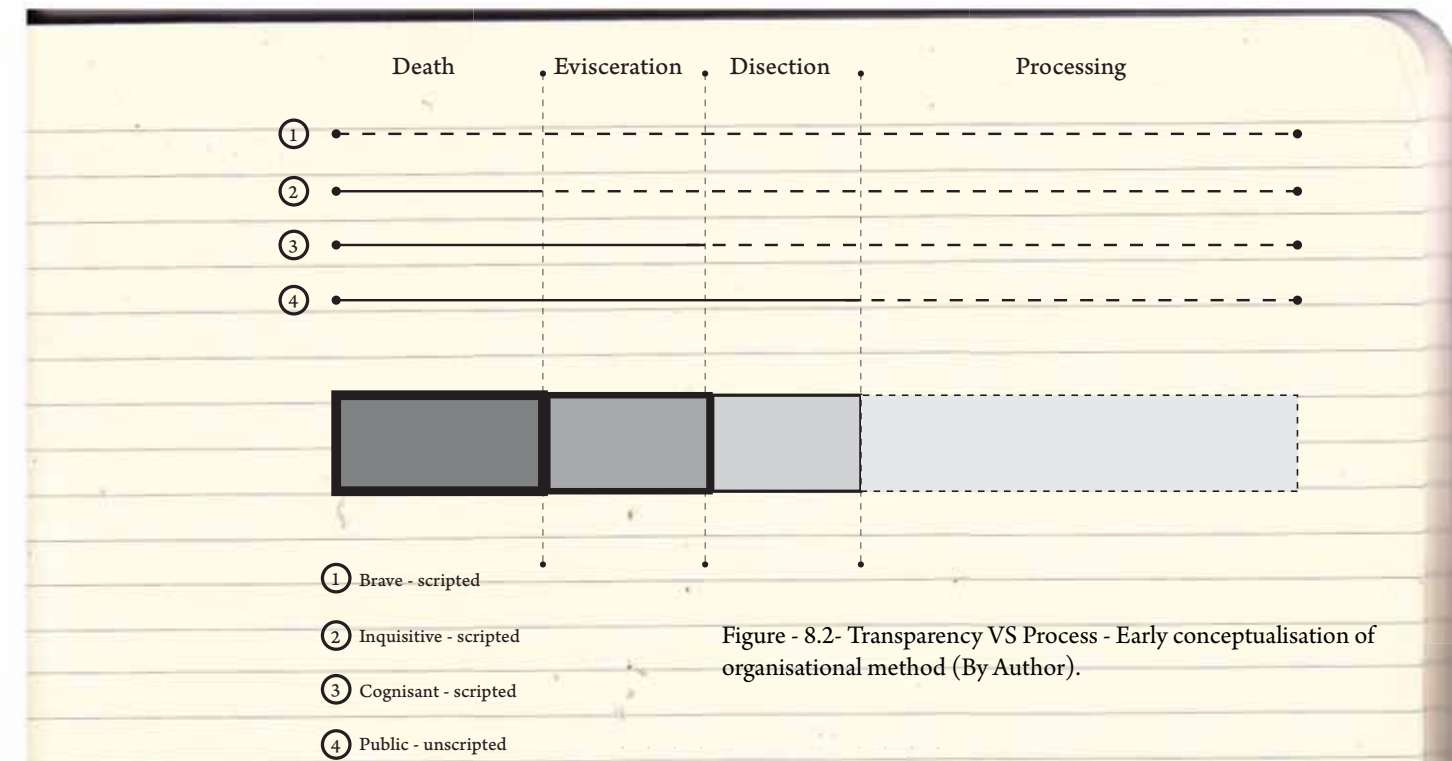 Death Evisceration Disection Processing
1
2
3
4
1 Brave - scripted
2 Inquisitive - scripted
3 Cognisant - scripted
4 Public - unscripted
Figure - 8.2- Transparency VS Process - Early conceptualisation of
organisational method (By Author).